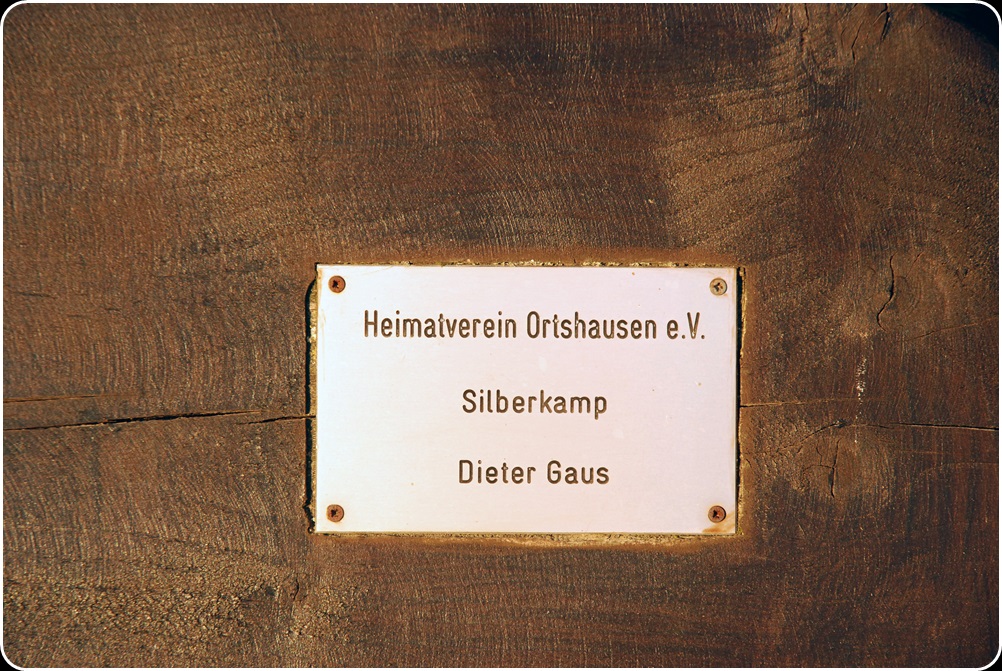 Heimatverein Ortshausen e.V.
Silberkamp
Dieter Gaus